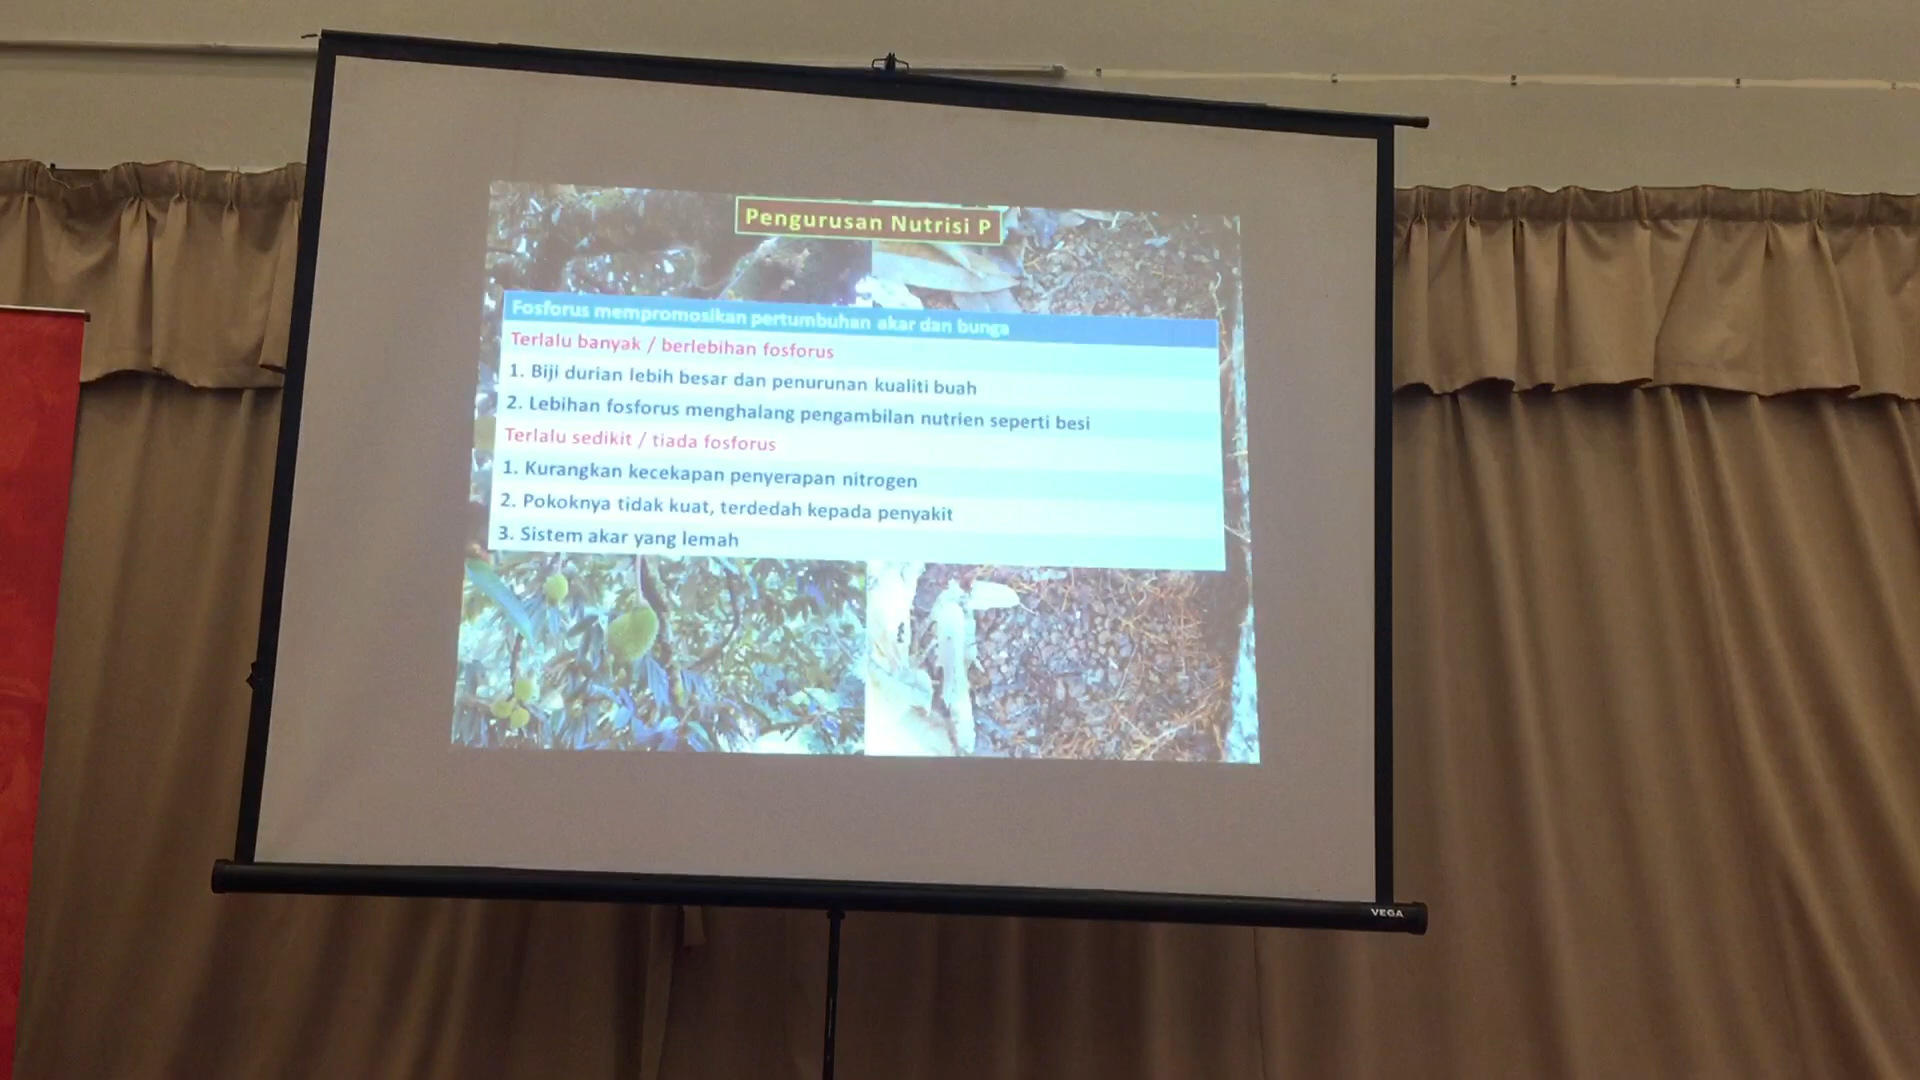 Pengurusan Nutrisi P
Fosforus mempromosikan pertumbuhan akar dan bunga
Terlalu banyak / berlebihan fosforus
1. Biji durian lebih besar dan penurunan kualiti buah
2. Lebihan fosforus menghalang pengambilan nutrien seperti besi
Terlalu sedikit / tiada fosforus
1. Kurangkan kecekapan penyerapan nitrogen
2. Pokoknya tidak kuat, terdedah kepada penyakit
3. Sistem akar yang lemah
VEGA